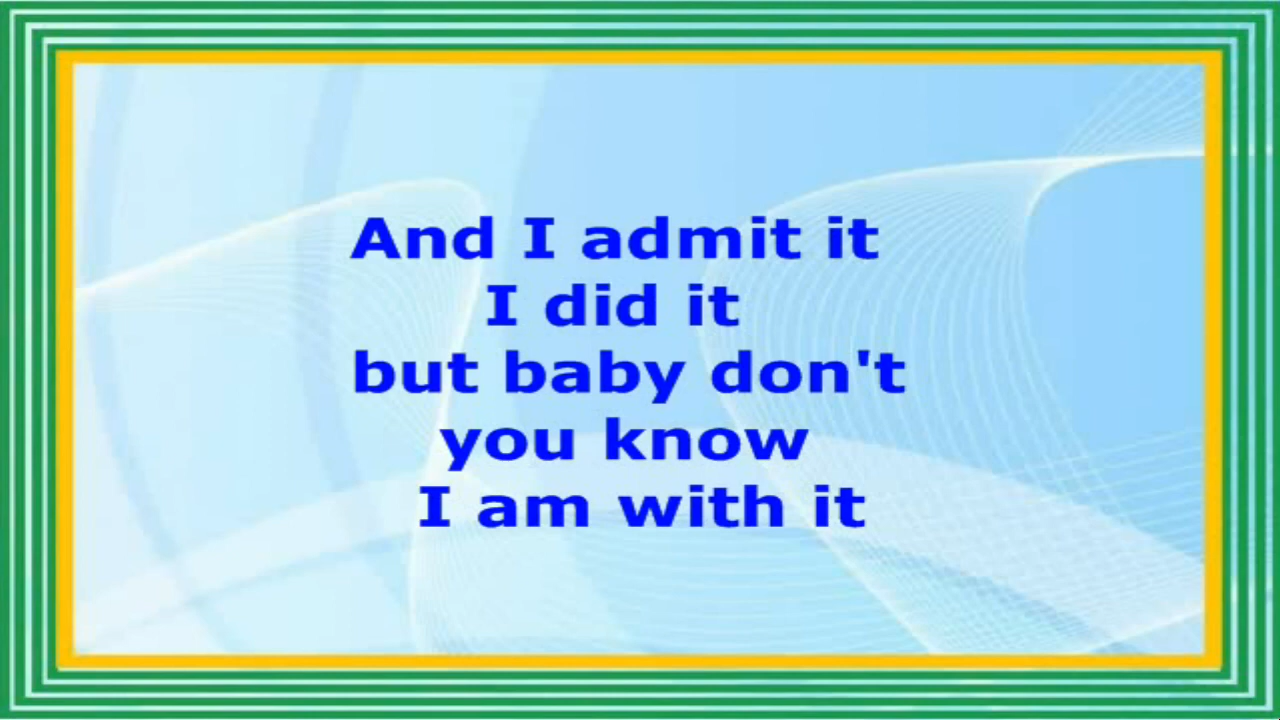 And I admit it
I did it
but baby don't
you know
I am with it